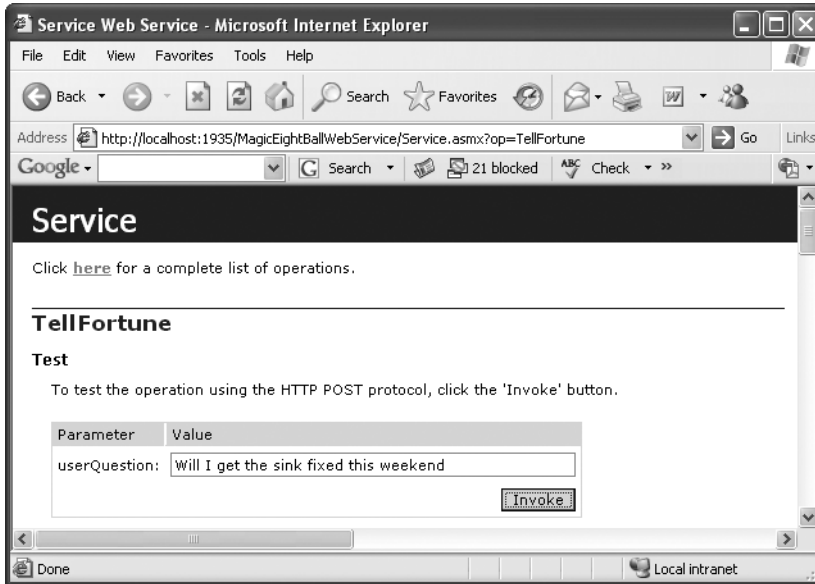 Service Web Service - Microsoft Internet Explorer
File Edit View Favorites Tools Help
Back Search Favorites W
Address http://localhost:1935/MagicEightBallWebService/Service.asmx?op=TellFortune Go Links
Google G Search 21 blocked ABC Check »
Service
Click here for a complete list of operations.
TellFortune
Test
To test the operation using the HTTP POST protocol, click the 'Invoke' button.
Parameter Value
userQuestion: Will I get the sink fixed this weekend
Invoke
Done Local intranet